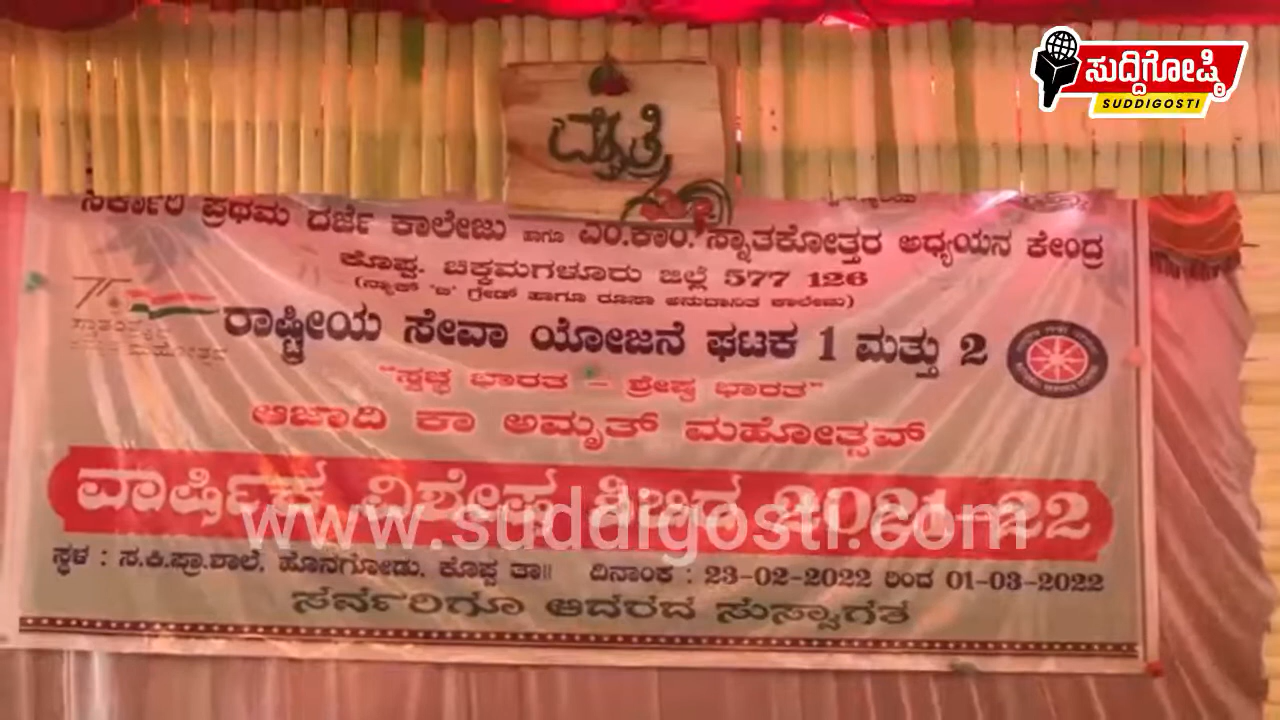 ಸುದ್ದಿಗೋಷ್ಠಿ
SUDDIGOSTI
ಮೈತ್ರಿ
ಸರ್ಕಾರಿ ಪ್ರಥಮ ದರ್ಜೆ ಕಾಲೇಜು ಹಾಗೂ ಎಂ.ಕಾಂ. ಸ್ನಾತಕೋತ್ತರ ಅಧ್ಯಯನ ಕೇಂದ್ರ
ಕೊಪ್ಪ, ಚಿಕ್ಕಮಗಳೂರು ಜಿಲ್ಲೆ 577 126
(ನ್ಯಾಕ್ 'ಬಿ' ಗ್ರೇಡ್ ಹಾಗೂ ರೂಸಾ ಅನುದಾನಿತ ಕಾಲೇಜು)
ರಾಷ್ಟ್ರೀಯ ಸೇವಾ ಯೋಜನೆ ಘಟಕ 1 ಮತ್ತು 2
"ಸ್ವಚ್ಛ ಭಾರತ – ಶ್ರೇಷ್ಠ ಭಾರತ"
ಆಜಾದಿ ಕಾ ಅಮೃತ್ ಮಹೋತ್ಸವ್
ವಾರ್ಷಿಕ ವಿಶೇಷ ಶಿಬಿರ 2021-22
www.suddigosti.com
ಸ್ಥಳ : ಸ.ಕಿ.ಪ್ರಾ.ಶಾಲೆ, ಹೊನಗೋಡು, ಕೊಪ್ಪ ತಾ|| ದಿನಾಂಕ : 23-02-2022 ರಿಂದ 01-03-2022
ಸರ್ವರಿಗೂ ಆದರದ ಸುಸ್ವಾಗತ